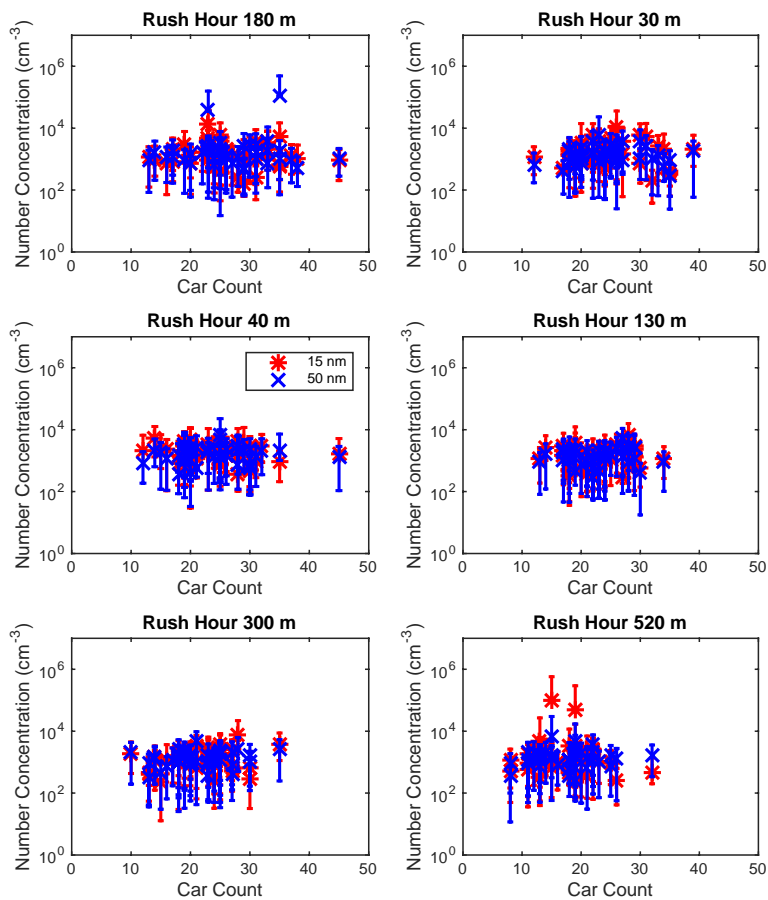 Rush Hour 180 m
Number Concentration (cm-3)
10^6
10^4
10^2
10^0
0 10 20 30 40 50
Car Count
Rush Hour 30 m
Number Concentration (cm-3)
10^6
10^4
10^2
10^0
0 10 20 30 40 50
Car Count
Rush Hour 40 m
Number Concentration (cm-3)
10^6
10^4
10^2
10^0
15 nm
50 nm
0 10 20 30 40 50
Car Count
Rush Hour 130 m
Number Concentration (cm-3)
10^6
10^4
10^2
10^0
0 10 20 30 40 50
Car Count
Rush Hour 300 m
Number Concentration (cm-3)
10^6
10^4
10^2
10^0
0 10 20 30 40 50
Car Count
Rush Hour 520 m
Number Concentration (cm-3)
10^6
10^4
10^2
10^0
0 10 20 30 40 50
Car Count